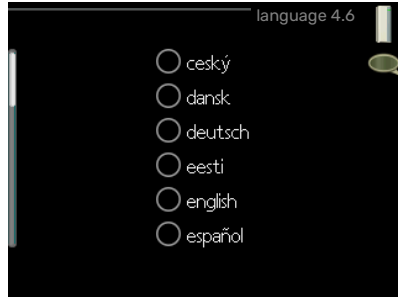 language 4.6
ceský
dansk
deutsch
eesti
english
español